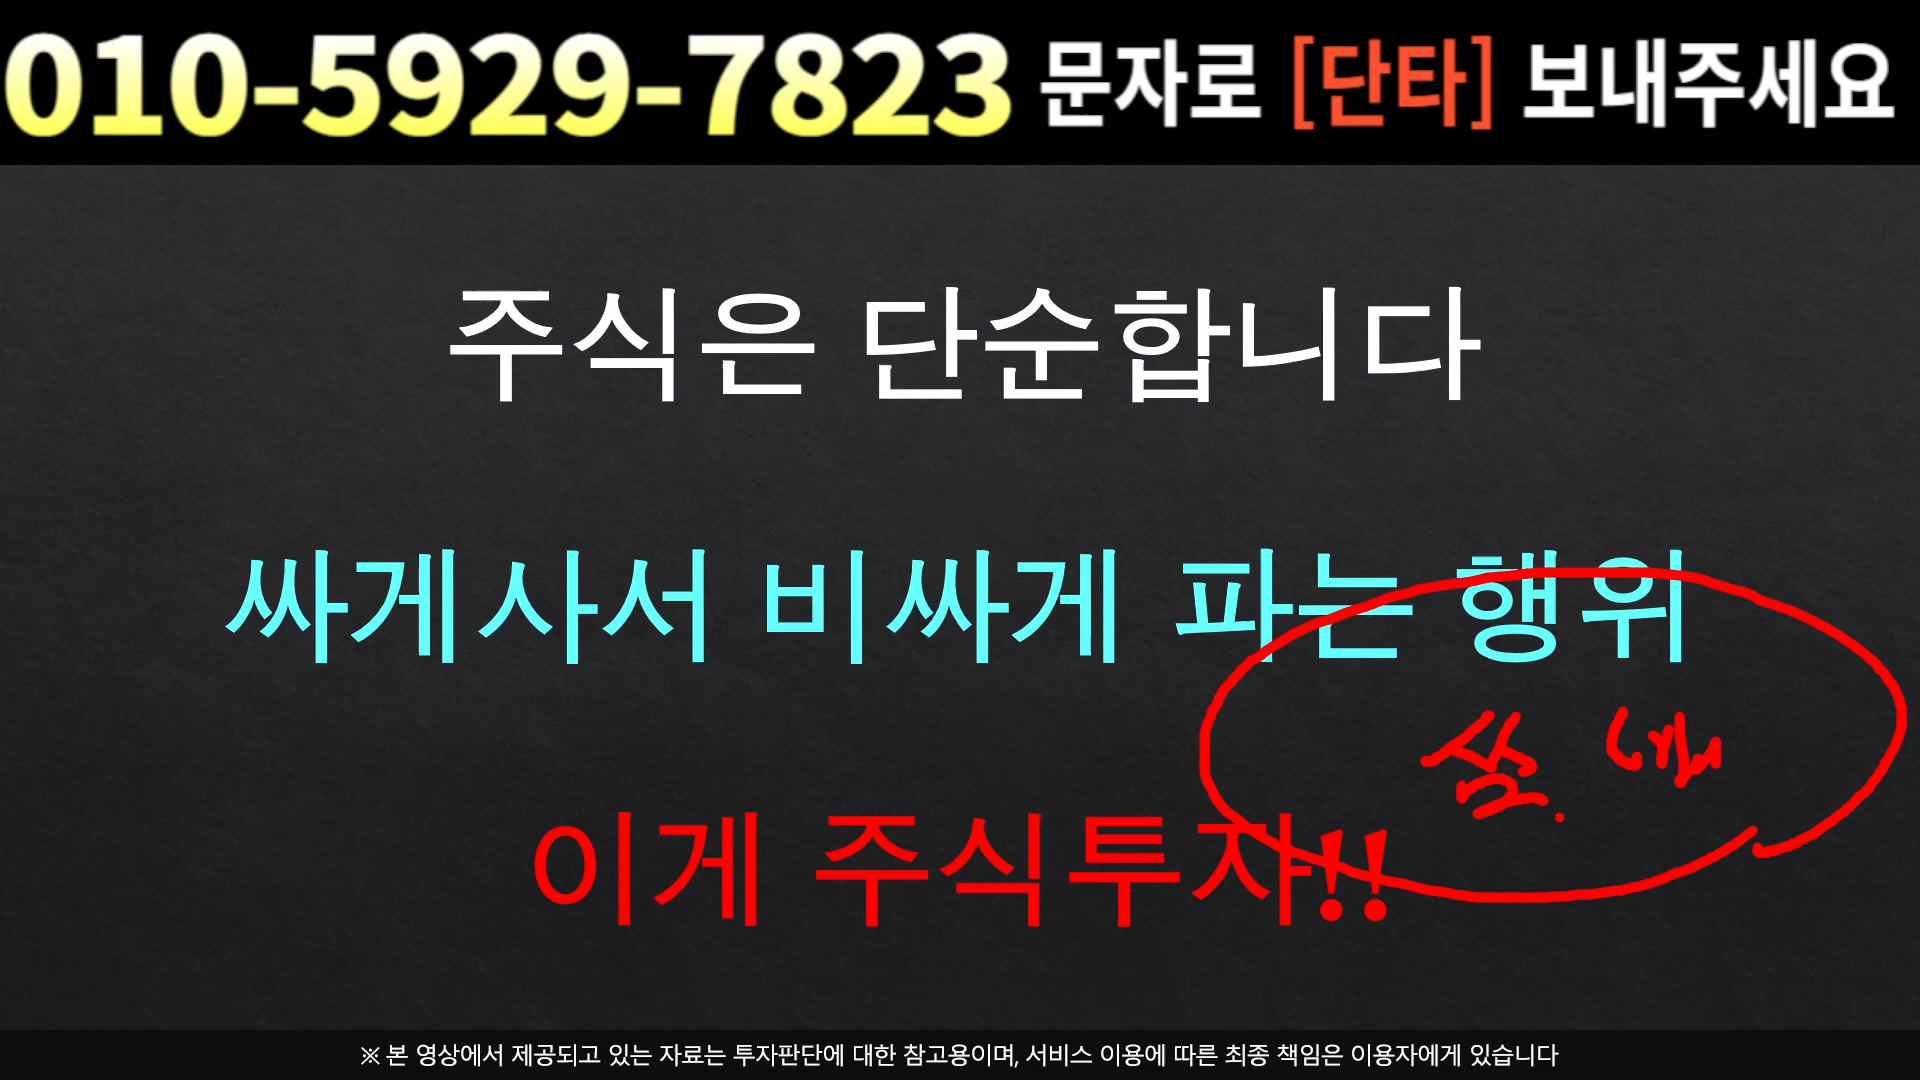 010-5929-7823 문자로 [단타] 보내주세요
주식은 단순합니다
싸게사서 비싸게 파는 행위
쌀. 때
이게 주식투자!!
※ 본 영상에서 제공되고 있는 자료는 투자판단에 대한 참고용이며, 서비스 이용에 따른 최종 책임은 이용자에게 있습니다